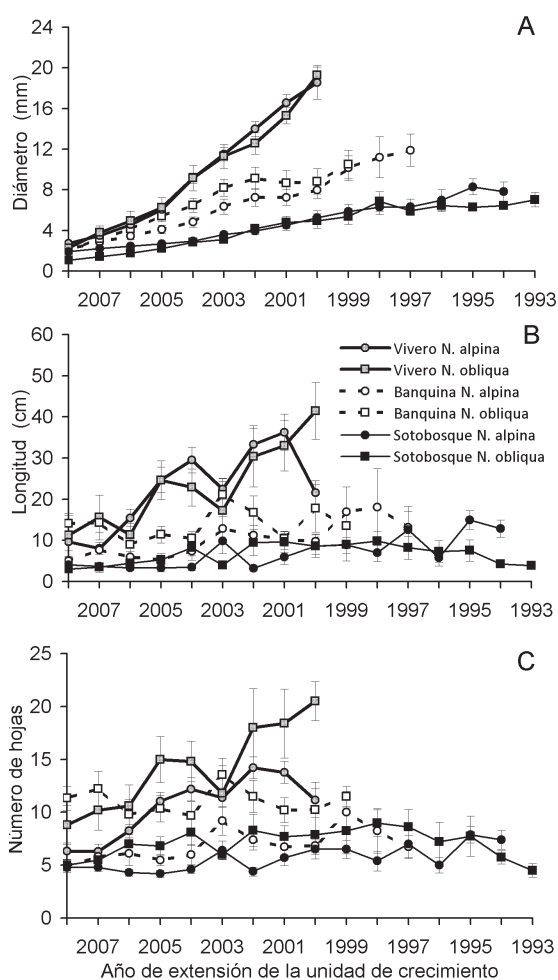 A
Diámetro (mm)
24
20
16
12
8
4
0
2007 2005 2003 2001 1999 1997 1995 1993
B
Longitud (cm)
60
50
40
30
20
10
0
Vivero N. alpina
Vivero N. obliqua
Banquina N. alpina
Banquina N. obliqua
Sotobosque N. alpina
Sotobosque N. obliqua
2007 2005 2003 2001 1999 1997 1995 1993
C
Número de hojas
25
20
15
10
5
0
2007 2005 2003 2001 1999 1997 1995 1993
Año de extensión de la unidad de crecimiento